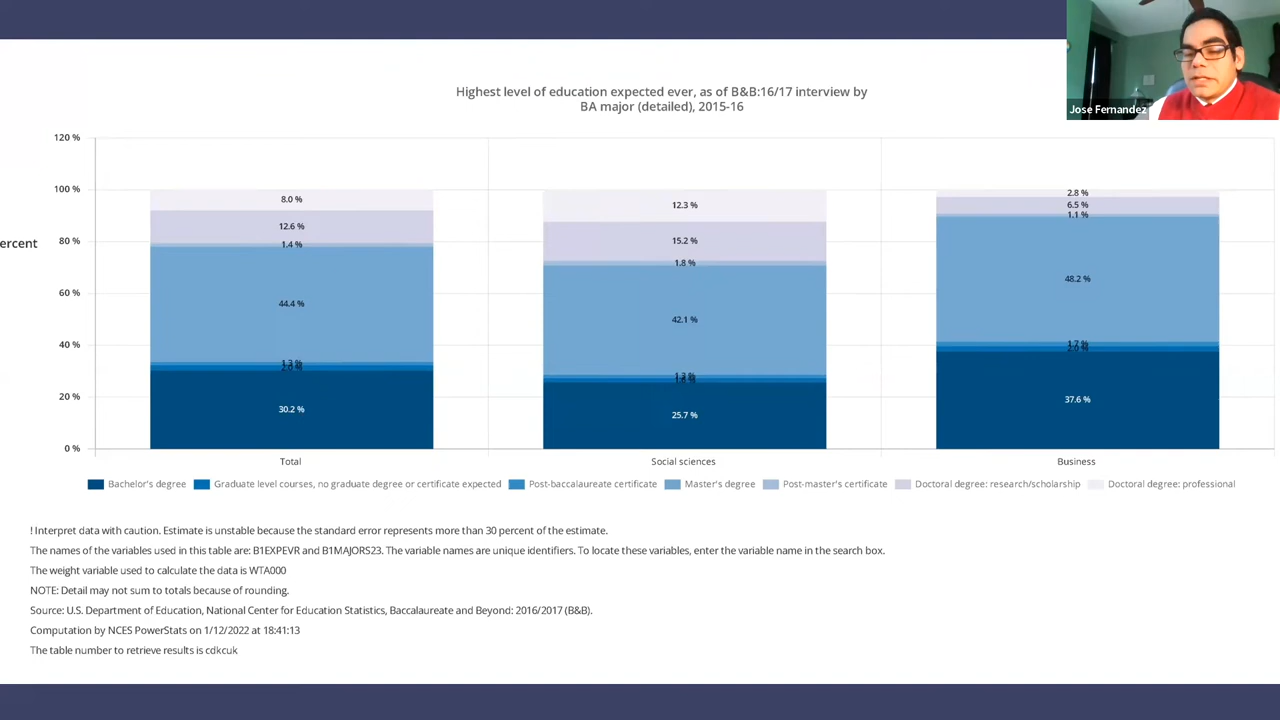 Highest level of education expected ever, as of B&B:16/17 interview by
BA major (detailed), 2015-16
Jose Fernandez
120 %
100 %
80 %
60 %
40 %
20 %
0 %
ercent
8.0 %
12.6 %
1.4 %
44.4 %
1.3 %
2.0 %
30.2 %
12.3 %
15.2 %
1.8 %
42.1 %
1.3 %
25.7 %
2.8 %
6.5 %
1.1 %
48.2 %
1.7 %
2.0 %
37.6 %
Total
Social sciences
Business
Bachelor's degree
Graduate level courses, no graduate degree or certificate expected
Post-baccalaureate certificate
Master's degree
Post-master's certificate
Doctoral degree: research/scholarship
Doctoral degree: professional
! Interpret data with caution. Estimate is unstable because the standard error represents more than 30 percent of the estimate.
The names of the variables used in this table are: B1EXPEVR and B1MAJORS23. The variable names are unique identifiers. To locate these variables, enter the variable name in the search box.
The weight variable used to calculate the data is WTA000
NOTE: Detail may not sum to totals because of rounding.
Source: U.S. Department of Education, National Center for Education Statistics, Baccalaureate and Beyond: 2016/2017 (B&B).
Computation by NCES PowerStats on 1/12/2022 at 18:41:13
The table number to retrieve results is cdkcuk